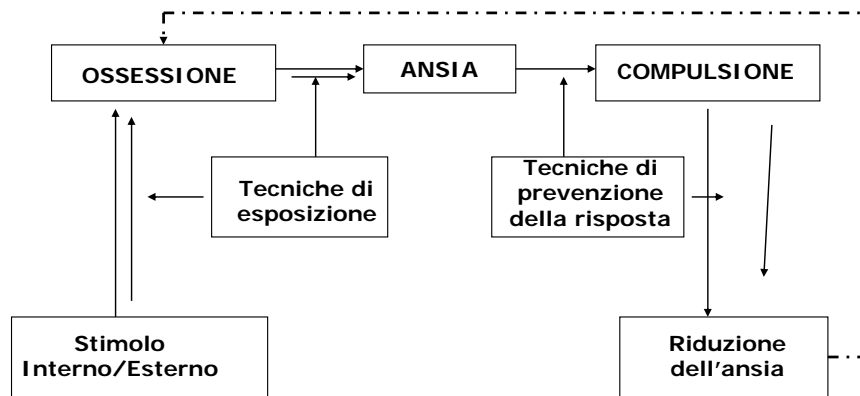 OSSESSIONE
ANSIA
COMPULSIONE
Tecniche di
esposizione
Tecniche di
prevenzione
della risposta
Stimolo
Interno/Esterno
Riduzione
dell'ansia